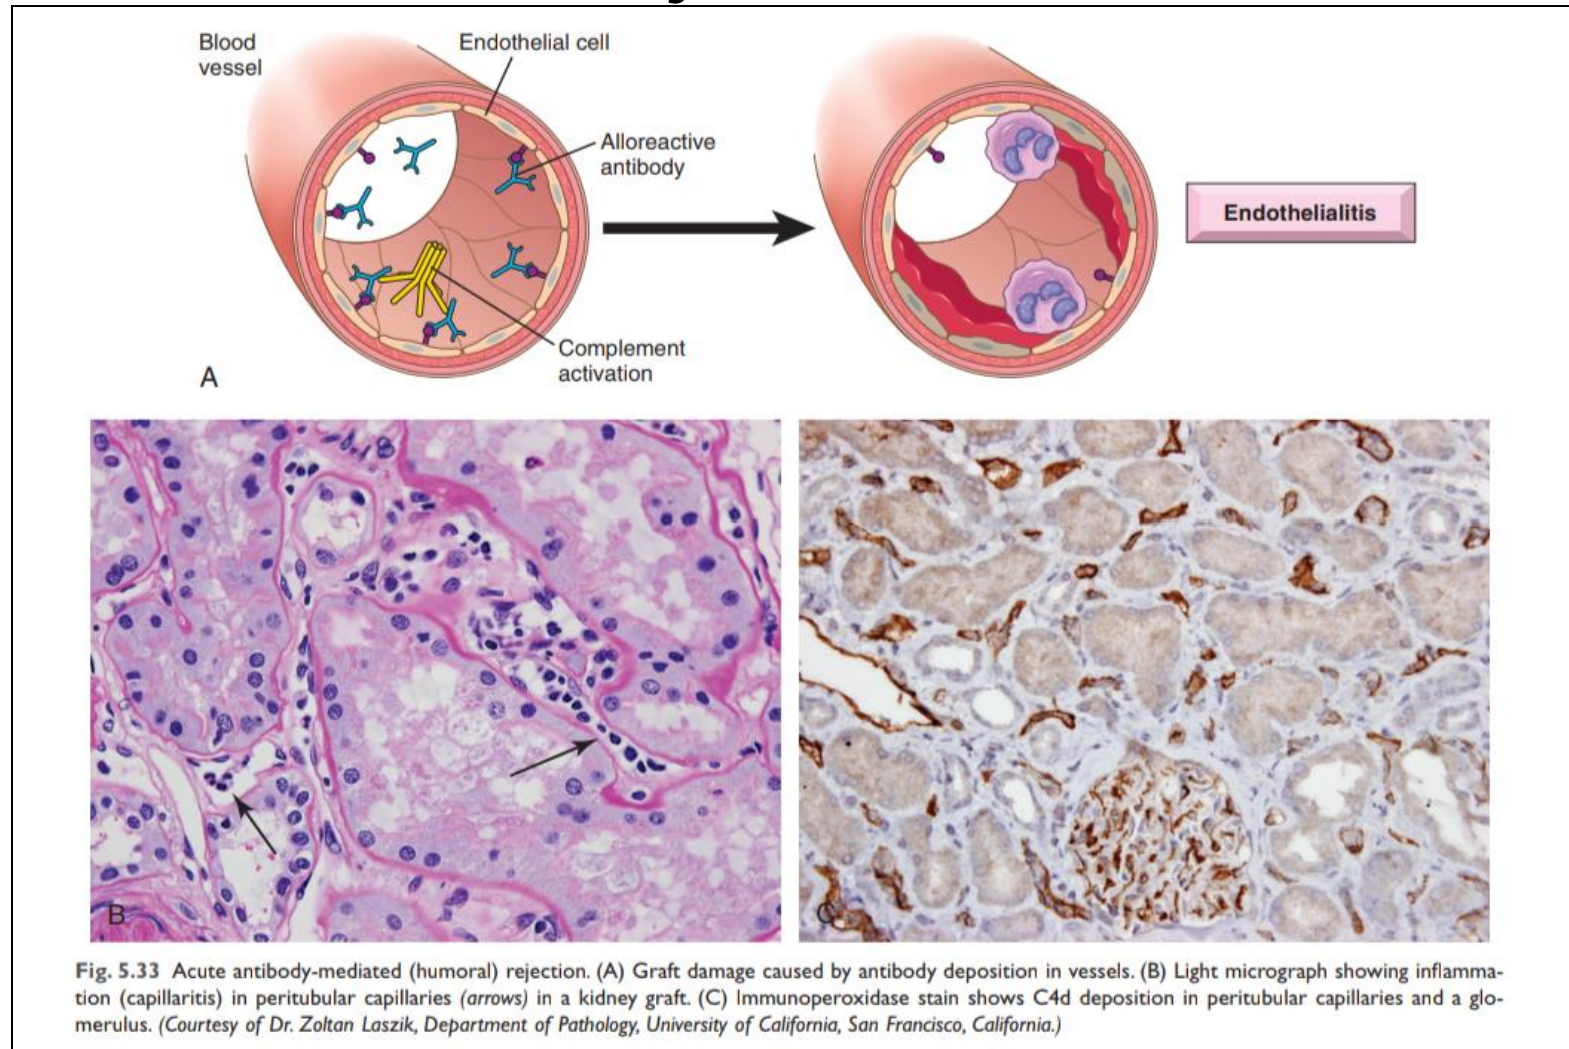 Blood
vessel
Endothelial cell
Alloreactive
antibody
Complement
activation
Endothelialitis
A
B
C
Fig. 5.33 Acute antibody-mediated (humoral) rejection. (A) Graft damage caused by antibody deposition in vessels. (B) Light micrograph showing inflamma-
tion (capillaritis) in peritubular capillaries (arrows) in a kidney graft. (C) Immunoperoxidase stain shows C4d deposition in peritubular capillaries and a glo-
merulus. (Courtesy of Dr. Zoltan Laszik, Department of Pathology, University of California, San Francisco, California.)